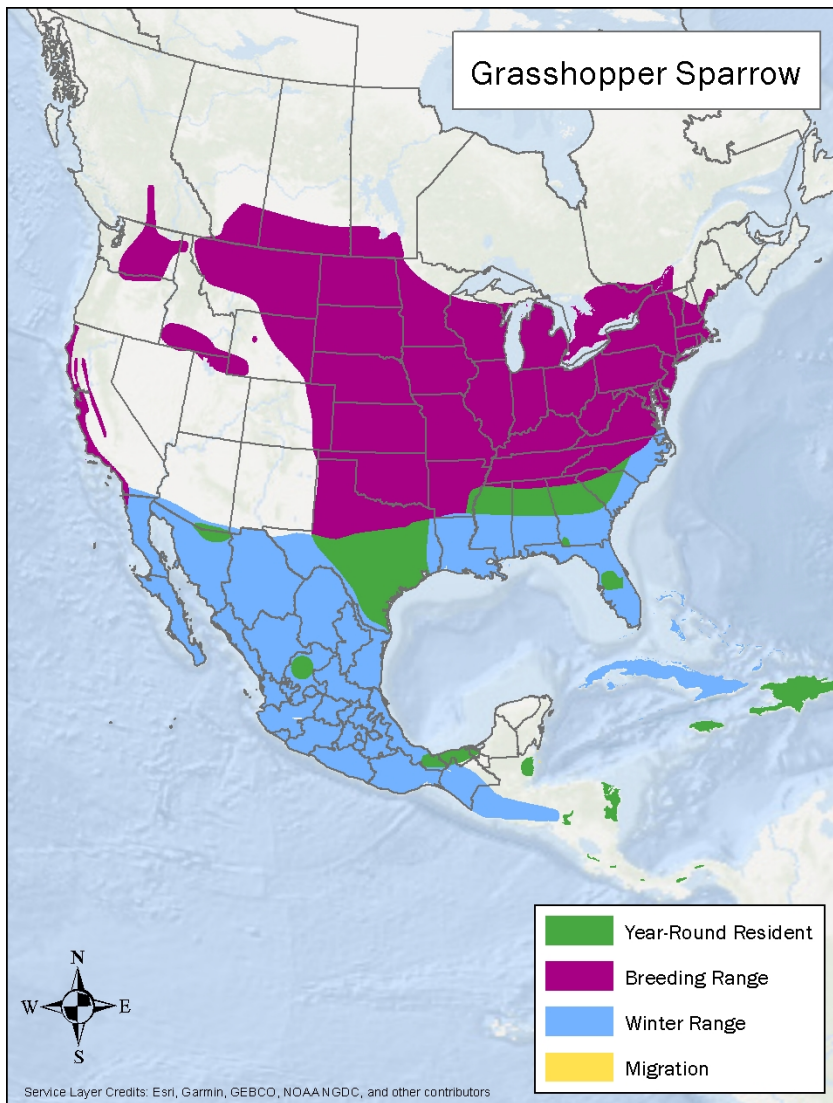 Grasshopper Sparrow
Year-Round Resident
Breeding Range
Winter Range
Migration
N
W E
S
Service Layer Credits: Esri, Garmin, GEBCO, NOAA NGDC, and other contributors